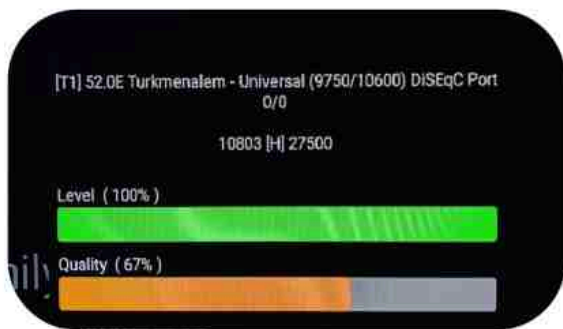 [T1] 52.0E Turkmenalem - Universal (9750/10600) DiSEqC Port
0/0
10803 [H] 27500
Level ( 100% )
Quality ( 67% )